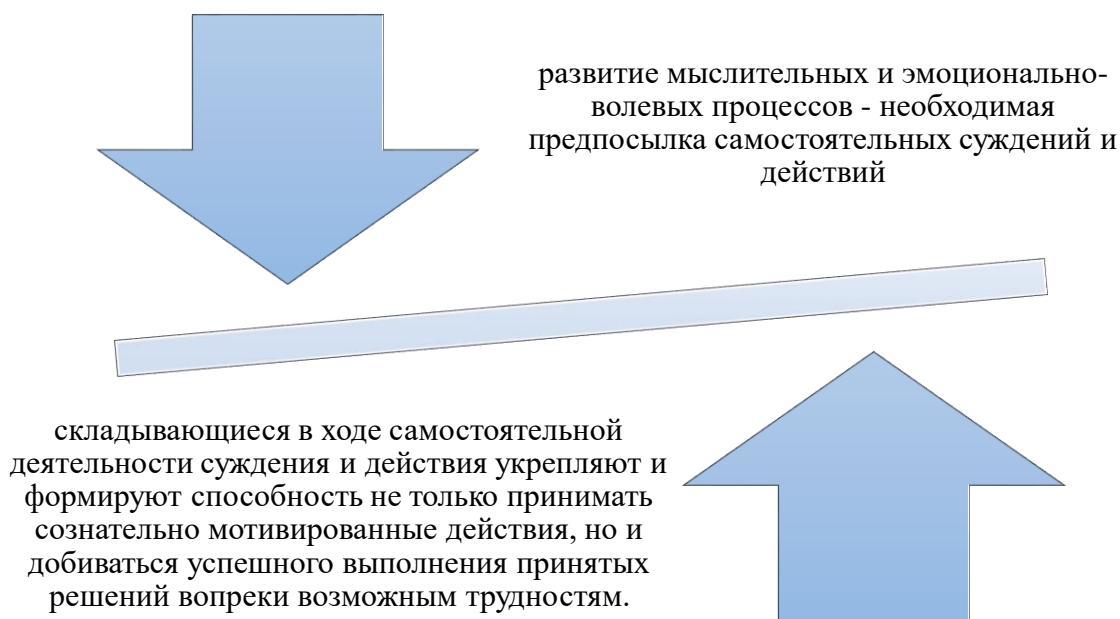 развитие мыслительных и эмоционально-
волевых процессов - необходимая
предпосылка самостоятельных суждений и
действий
складывающиеся в ходе самостоятельной
деятельности суждения и действия укрепляют и
формируют способность не только принимать
сознательно мотивированные действия, но и
добиваться успешного выполнения принятых
решений вопреки возможным трудностям.